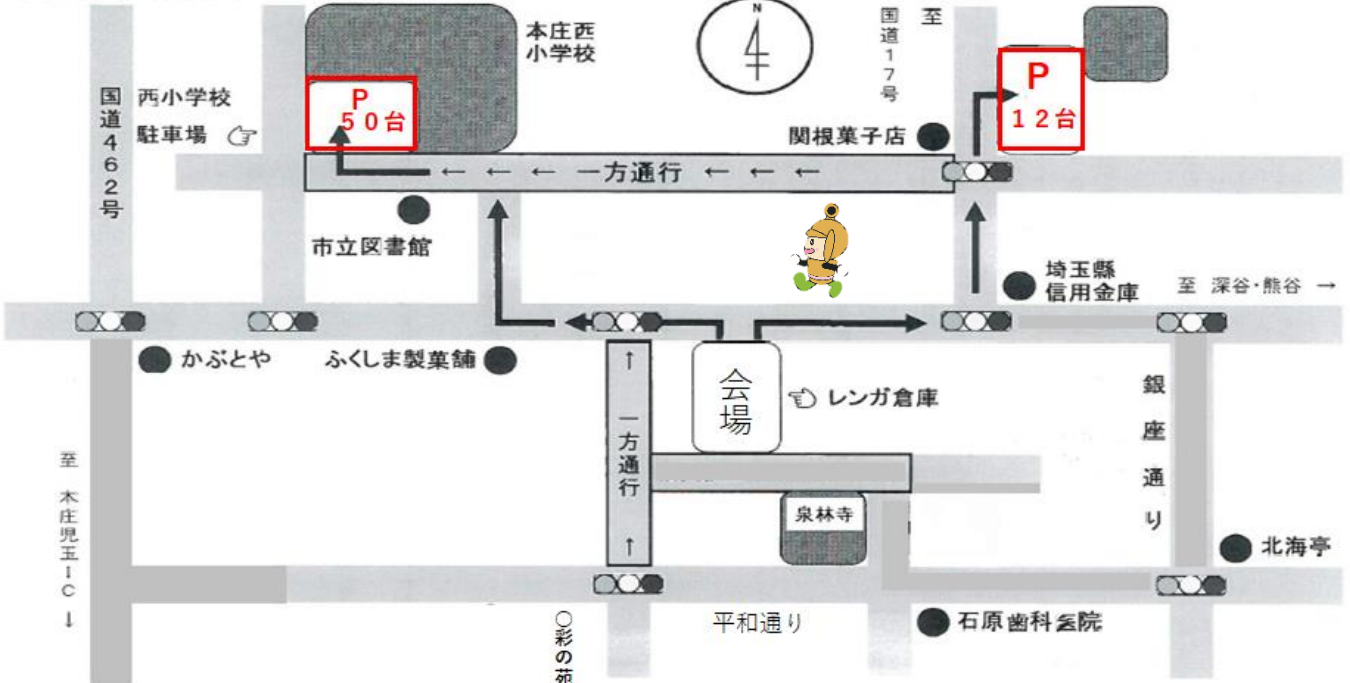 本庄西
小学校
N
至
国道17号
P
50台
P
12台
国道462号
西小学校
駐車場
関根菓子店
← ← ← 一方通行 ← ← ←
市立図書館
埼玉縣
信用金庫
至 深谷・熊谷 →
かぶとや
ふくしま製菓舗
会場
レンガ倉庫
↑ 一方通行 ↑
銀座通り
泉林寺
至 本庄児玉IC ↓
北海亭
平和通り
石原歯科医院
○彩の苑